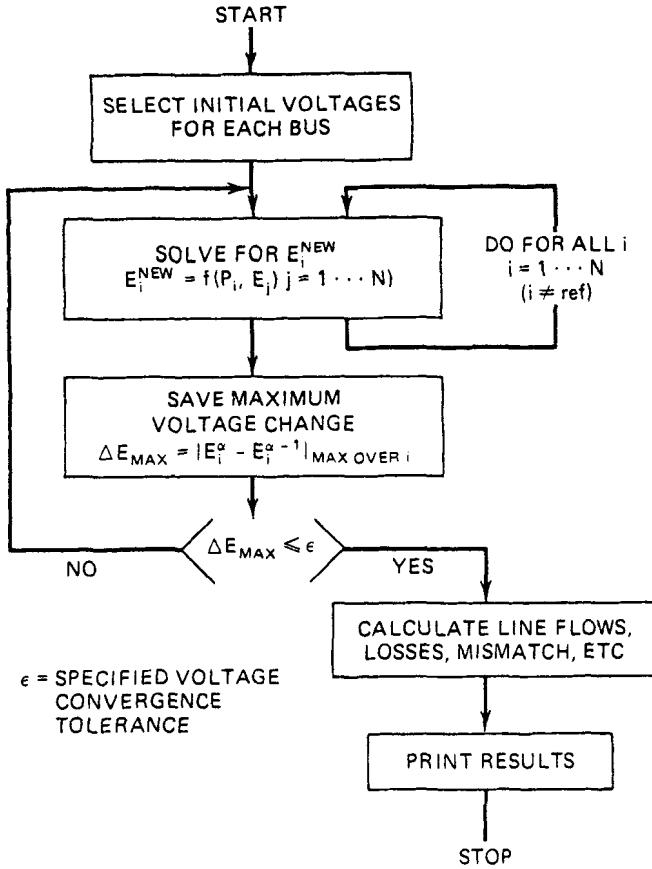 START
SELECT INITIAL VOLTAGES
FOR EACH BUS
SOLVE FOR E_i^NEW
E_i^NEW = f(P_i, E_j) j = 1 ··· N)
DO FOR ALL i
i = 1 ··· N
(i ≠ ref)
SAVE MAXIMUM
VOLTAGE CHANGE
ΔE_MAX = |E_i^α - E_i^α-1|_MAX OVER i
ΔE_MAX ⩽ ϵ
NO
YES
CALCULATE LINE FLOWS,
LOSSES, MISMATCH, ETC
ϵ = SPECIFIED VOLTAGE
CONVERGENCE
TOLERANCE
PRINT RESULTS
STOP